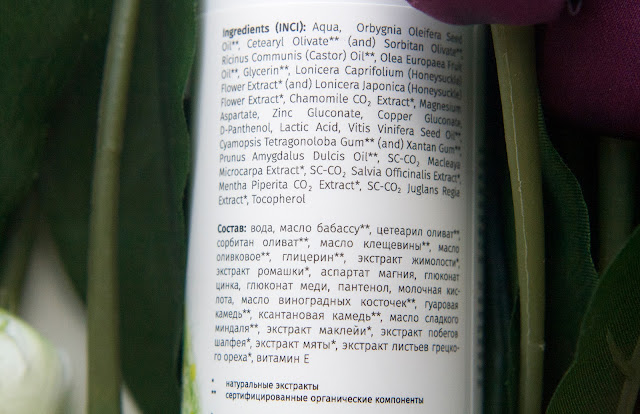 Ingredients (INCI): Aqua, Orbygnia Oleifera Seed
Oil**, Cetearyl Olivate** (and) Sorbitan Olivate**
Ricinus Communis (Castor) Oil**, Olea Europaea Fruit
Oil**, Glycerin**, Lonicera Caprifolium (Honeysuckle)
Flower Extract* (and) Lonicera Japonica (Honeysuckle)
Flower Extract*, Chamomile CO₂ Extract*, Magnesium
Aspartate, Zinc Gluconate, Copper Gluconate,
D-Panthenol, Lactic Acid, Vitis Vinifera Seed Oil**
Cyamopsis Tetragonoloba Gum** (and) Xantan Gum**
Prunus Amygdalus Dulcis Oil**, SC-CO₂ Macleaya
Microcarpa Extract*, SC-CO₂ Salvia Officinalis Extract*,
Mentha Piperita CO₂ Extract*, SC-CO₂ Juglans Regia
Extract*, Tocopherol
Состав: вода, масло бабассу**, цетеарил оливат**,
сорбитан оливат**, масло клещевины**, масло
оливковое**, глицерин**, экстракт жимолости*,
экстракт ромашки*, аспартат магния, глюконат
цинка, глюконат меди, пантенол, молочная кис-
лота, масло виноградных косточек**, гуаровая
камедь**, ксантановая камедь**, масло сладкого
миндаля**, экстракт маклейи*, экстракт побегов
шалфея*, экстракт мяты*, экстракт листьев грецко-
го ореха*, витамин Е
* натуральные экстракты
** сертифицированные органические компоненты